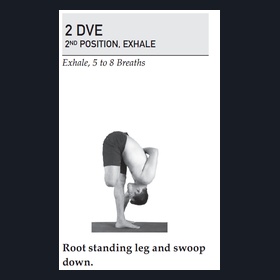 2 DVE
2ND POSITION, EXHALE
Exhale, 5 to 8 Breaths
Root standing leg and swoop
down.